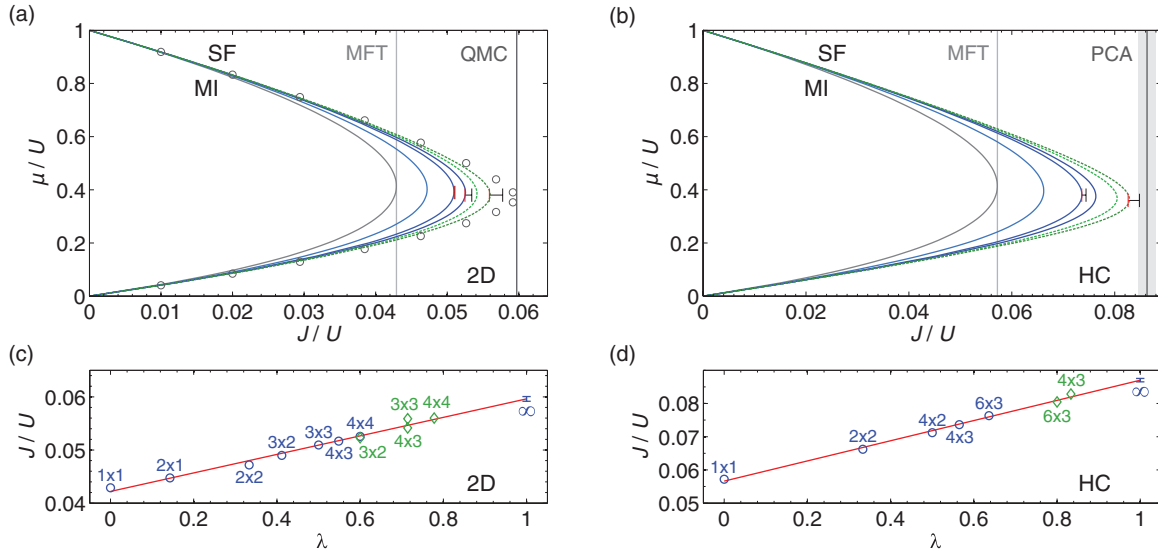 (a)
1
0.8
0.6
0.4
0.2
0
μ / U
SF
MI
MFT
QMC
2D
0 0.01 0.02 0.03 0.04 0.05 0.06
J / U
(b)
1
0.8
0.6
0.4
0.2
0
μ / U
MFT
PCA
HC
0 0.02 0.04 0.06 0.08
J / U
(c)
0.06
0.05
0.04
J / U
1x1
2x1
2x2
3x2
3x3
4x3
4x4
3x2
3x3
4x3
4x4
∞
2D
0 0.2 0.4 0.6 0.8 1
λ
(d)
0.08
0.07
0.06
0.05
J / U
1x1
2x2
4x2
4x3
6x3
4x3
6x3
∞
HC
0 0.2 0.4 0.6 0.8 1
λ